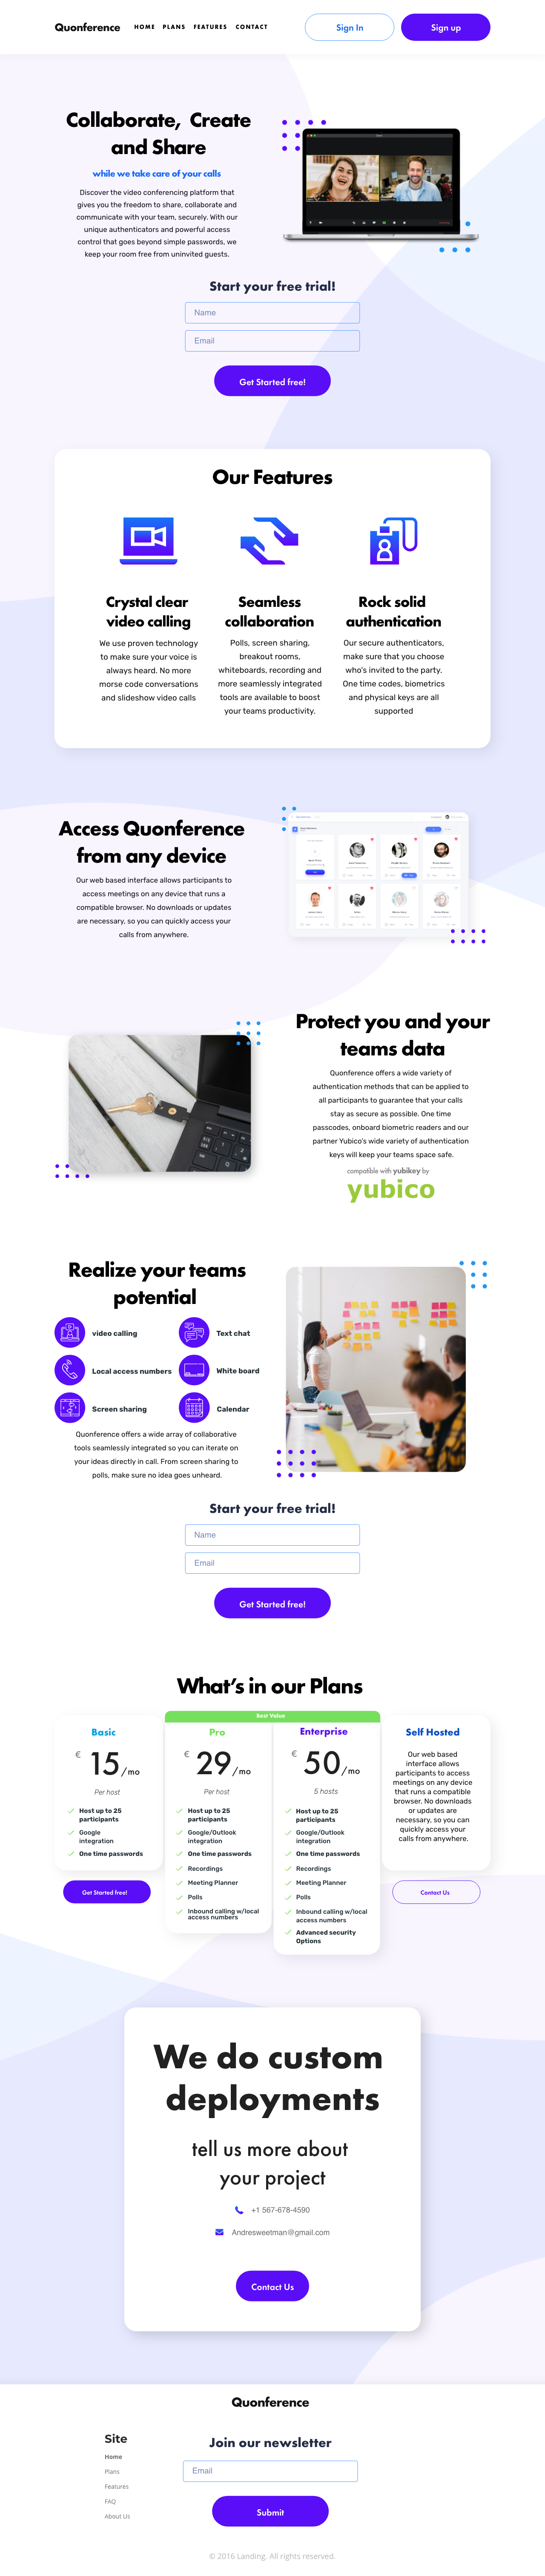 Quonference
HOME PLANS FEATURES CONTACT
Sign In
Sign up
Collaborate, Create
and Share
while we take care of your calls
Discover the video conferencing platform that
gives you the freedom to share, collaborate and
communicate with your team, securely. With our
unique authenticators and powerful access
control that goes beyond simple passwords, we
keep your room free from uninvited guests.
Start your free trial!
Name
Email
Get Started free!
Our Features
Crystal clear
video calling
We use proven technology
to make sure your voice is
always heard. No more
morse code conversations
and slideshow video calls
Seamless
collaboration
Polls, screen sharing,
breakout rooms,
whiteboards, recording and
more seamlessly integrated
tools are available to boost
your teams productivity.
Rock solid
authentication
Our secure authenticators,
make sure that you choose
who's invited to the party.
One time codes, biometrics
and physical keys are all
supported
Access Quonference
from any device
Our web based interface allows participants to
access meetings on any device that runs a
compatible browser. No downloads or updates
are necessary, so you can quickly access your
calls from anywhere.
Protect you and your
teams data
Quonference offers a wide variety of
authentication methods that can be applied to
all participants to guarantee that your calls
stay as secure as possible. One time
passcodes, onboard biometric readers and our
partner Yubico's wide variety of authentication
keys will keep your teams space safe.
compatible with yubikey by
yubico
Realize your teams
potential
video calling
Text chat
Local access numbers
White board
Screen sharing
Calendar
Quonference offers a wide array of collaborative
tools seamlessly integrated so you can iterate on
your ideas directly in call. From screen sharing to
polls, make sure no idea goes unheard.
Start your free trial!
Name
Email
Get Started free!
What's in our Plans
Basic
€ 15/mo
Per host
Host up to 25
participants
Google
integration
One time passwords
Get Started free!
Best Value
Pro
€ 29/mo
Per host
Host up to 25
participants
Google/Outlook
integration
One time passwords
Recordings
Meeting Planner
Polls
Inbound calling w/local
access numbers
Enterprise
€ 50/mo
5 hosts
Host up to 25
participants
Google/Outlook
integration
One time passwords
Recordings
Meeting Planner
Polls
Inbound calling w/local
access numbers
Advanced security
Options
Self Hosted
Our web based
interface allows
participants to access
meetings on any device
that runs a compatible
browser. No downloads
or updates are
necessary, so you can
quickly access your
calls from anywhere.
Contact Us
We do custom
deployments
tell us more about
your project
+1 567-678-4590
Andresweetman@gmail.com
Contact Us
Quonference
Site
Home
Plans
Features
FAQ
About Us
Join our newsletter
Email
Submit
© 2016 Landing. All rights reserved.